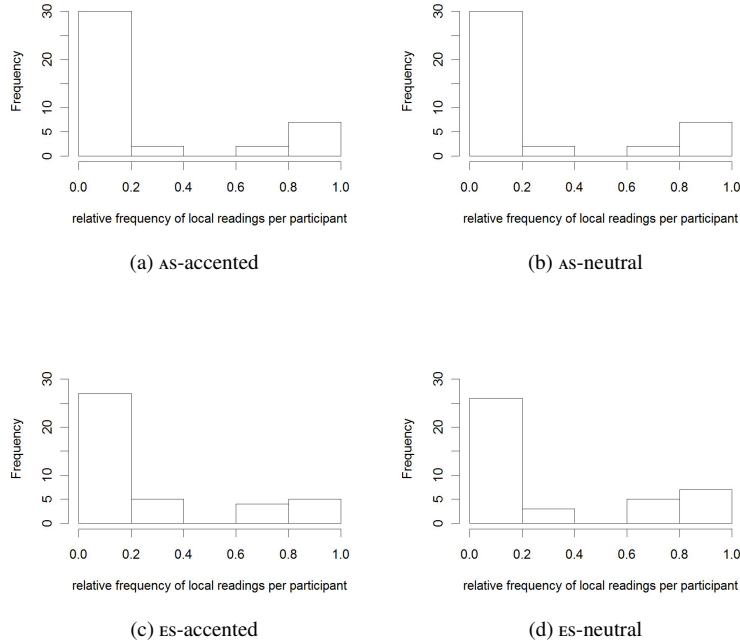 Frequency
0 5 10 20 30
0.0 0.2 0.4 0.6 0.8 1.0
relative frequency of local readings per participant
(a) AS-accented
Frequency
0 5 10 20 30
0.0 0.2 0.4 0.6 0.8 1.0
relative frequency of local readings per participant
(b) AS-neutral
Frequency
0 5 10 20 30
0.0 0.2 0.4 0.6 0.8 1.0
relative frequency of local readings per participant
(c) ES-accented
Frequency
0 5 10 20 30
0.0 0.2 0.4 0.6 0.8 1.0
relative frequency of local readings per participant
(d) ES-neutral